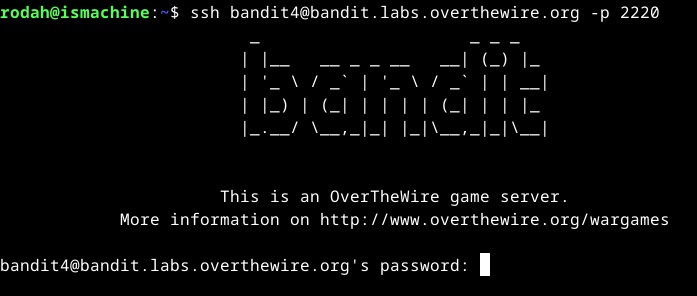 rodah@ismachine:~$ ssh bandit4@bandit.labs.overthewire.org -p 2220
bandit
This is an OverTheWire game server.
More information on http://www.overthewire.org/wargames
bandit4@bandit.labs.overthewire.org's password: